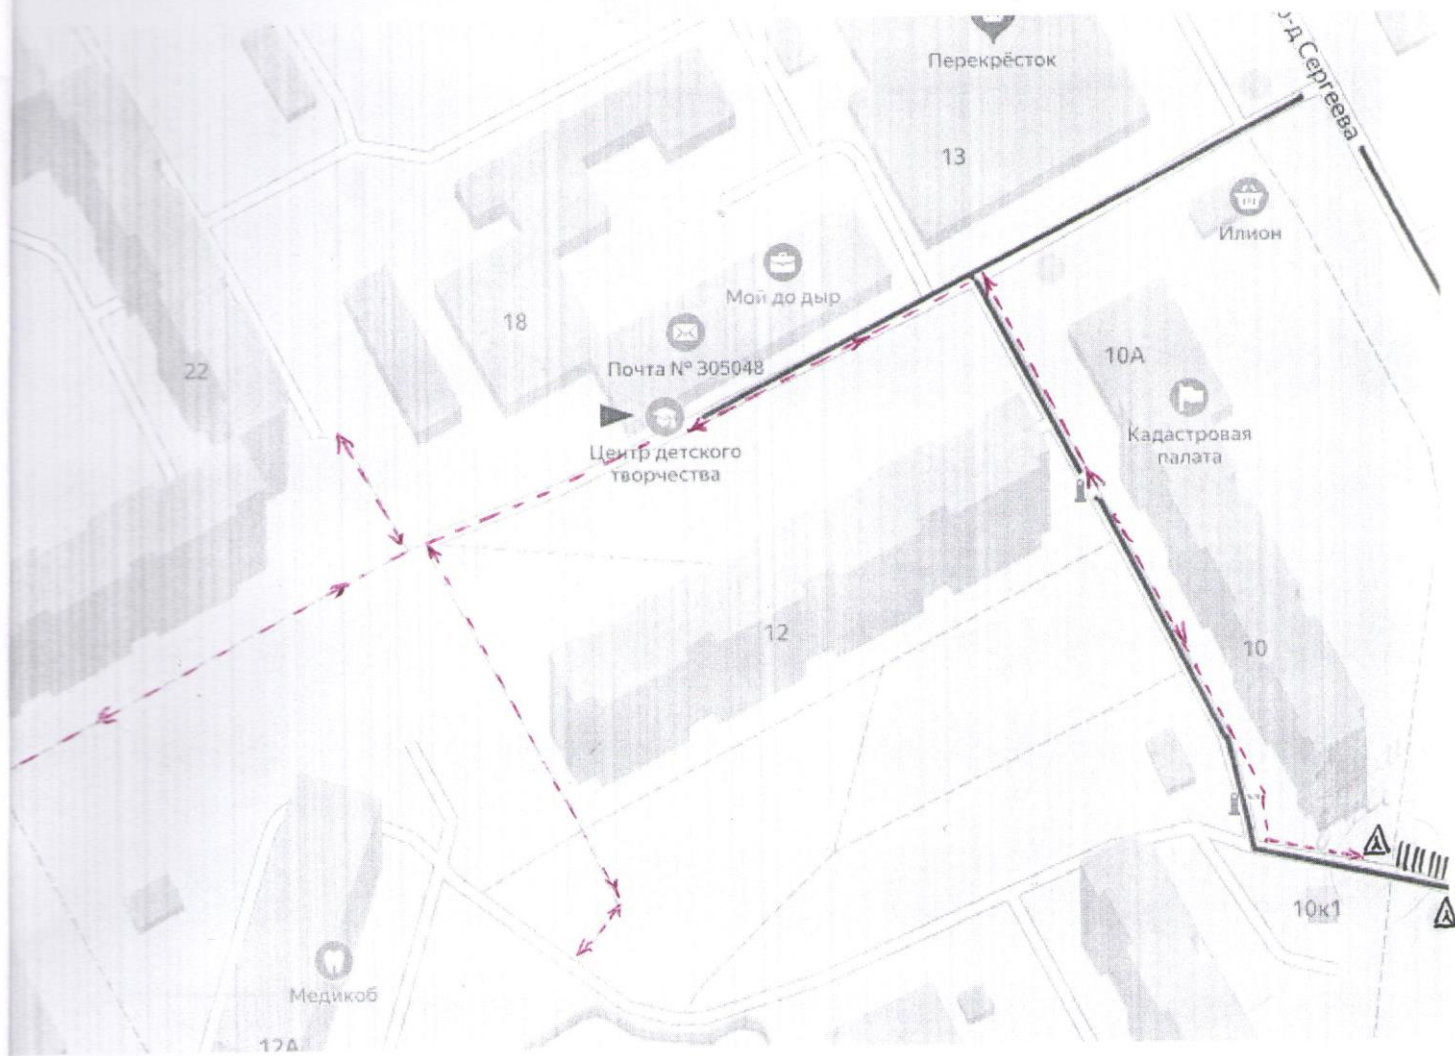 Перекрёсток
р-д Сергеева
13
Илион
Мой до дыр
18
10А
22
Почта № 305048
Кадастровая
палата
Центр детского
творчества
12
10
10к1
Медикоб
12А